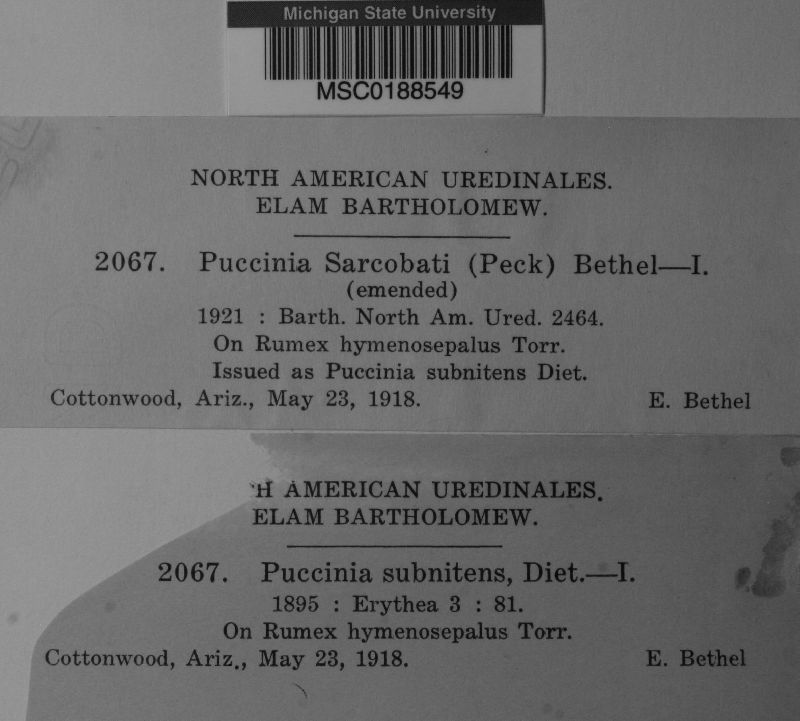 Michigan State University
MSC0188549
NORTH AMERICAN UREDINALES.
ELAM BARTHOLOMEW.
2067. Puccinia Sarcobati (Peck) Bethel—I.
(emended)
1921 : Barth. North Am. Ured. 2464.
On Rumex hymenosepalus Torr.
Issued as Puccinia subnitens Diet.
Cottonwood, Ariz., May 23, 1918. E. Bethel
H AMERICAN UREDINALES.
ELAM BARTHOLOMEW.
2067. Puccinia subnitens, Diet.—I.
1895 : Erythea 3 : 81.
On Rumex hymenosepalus Torr.
Cottonwood, Ariz., May 23, 1918. E. Bethel